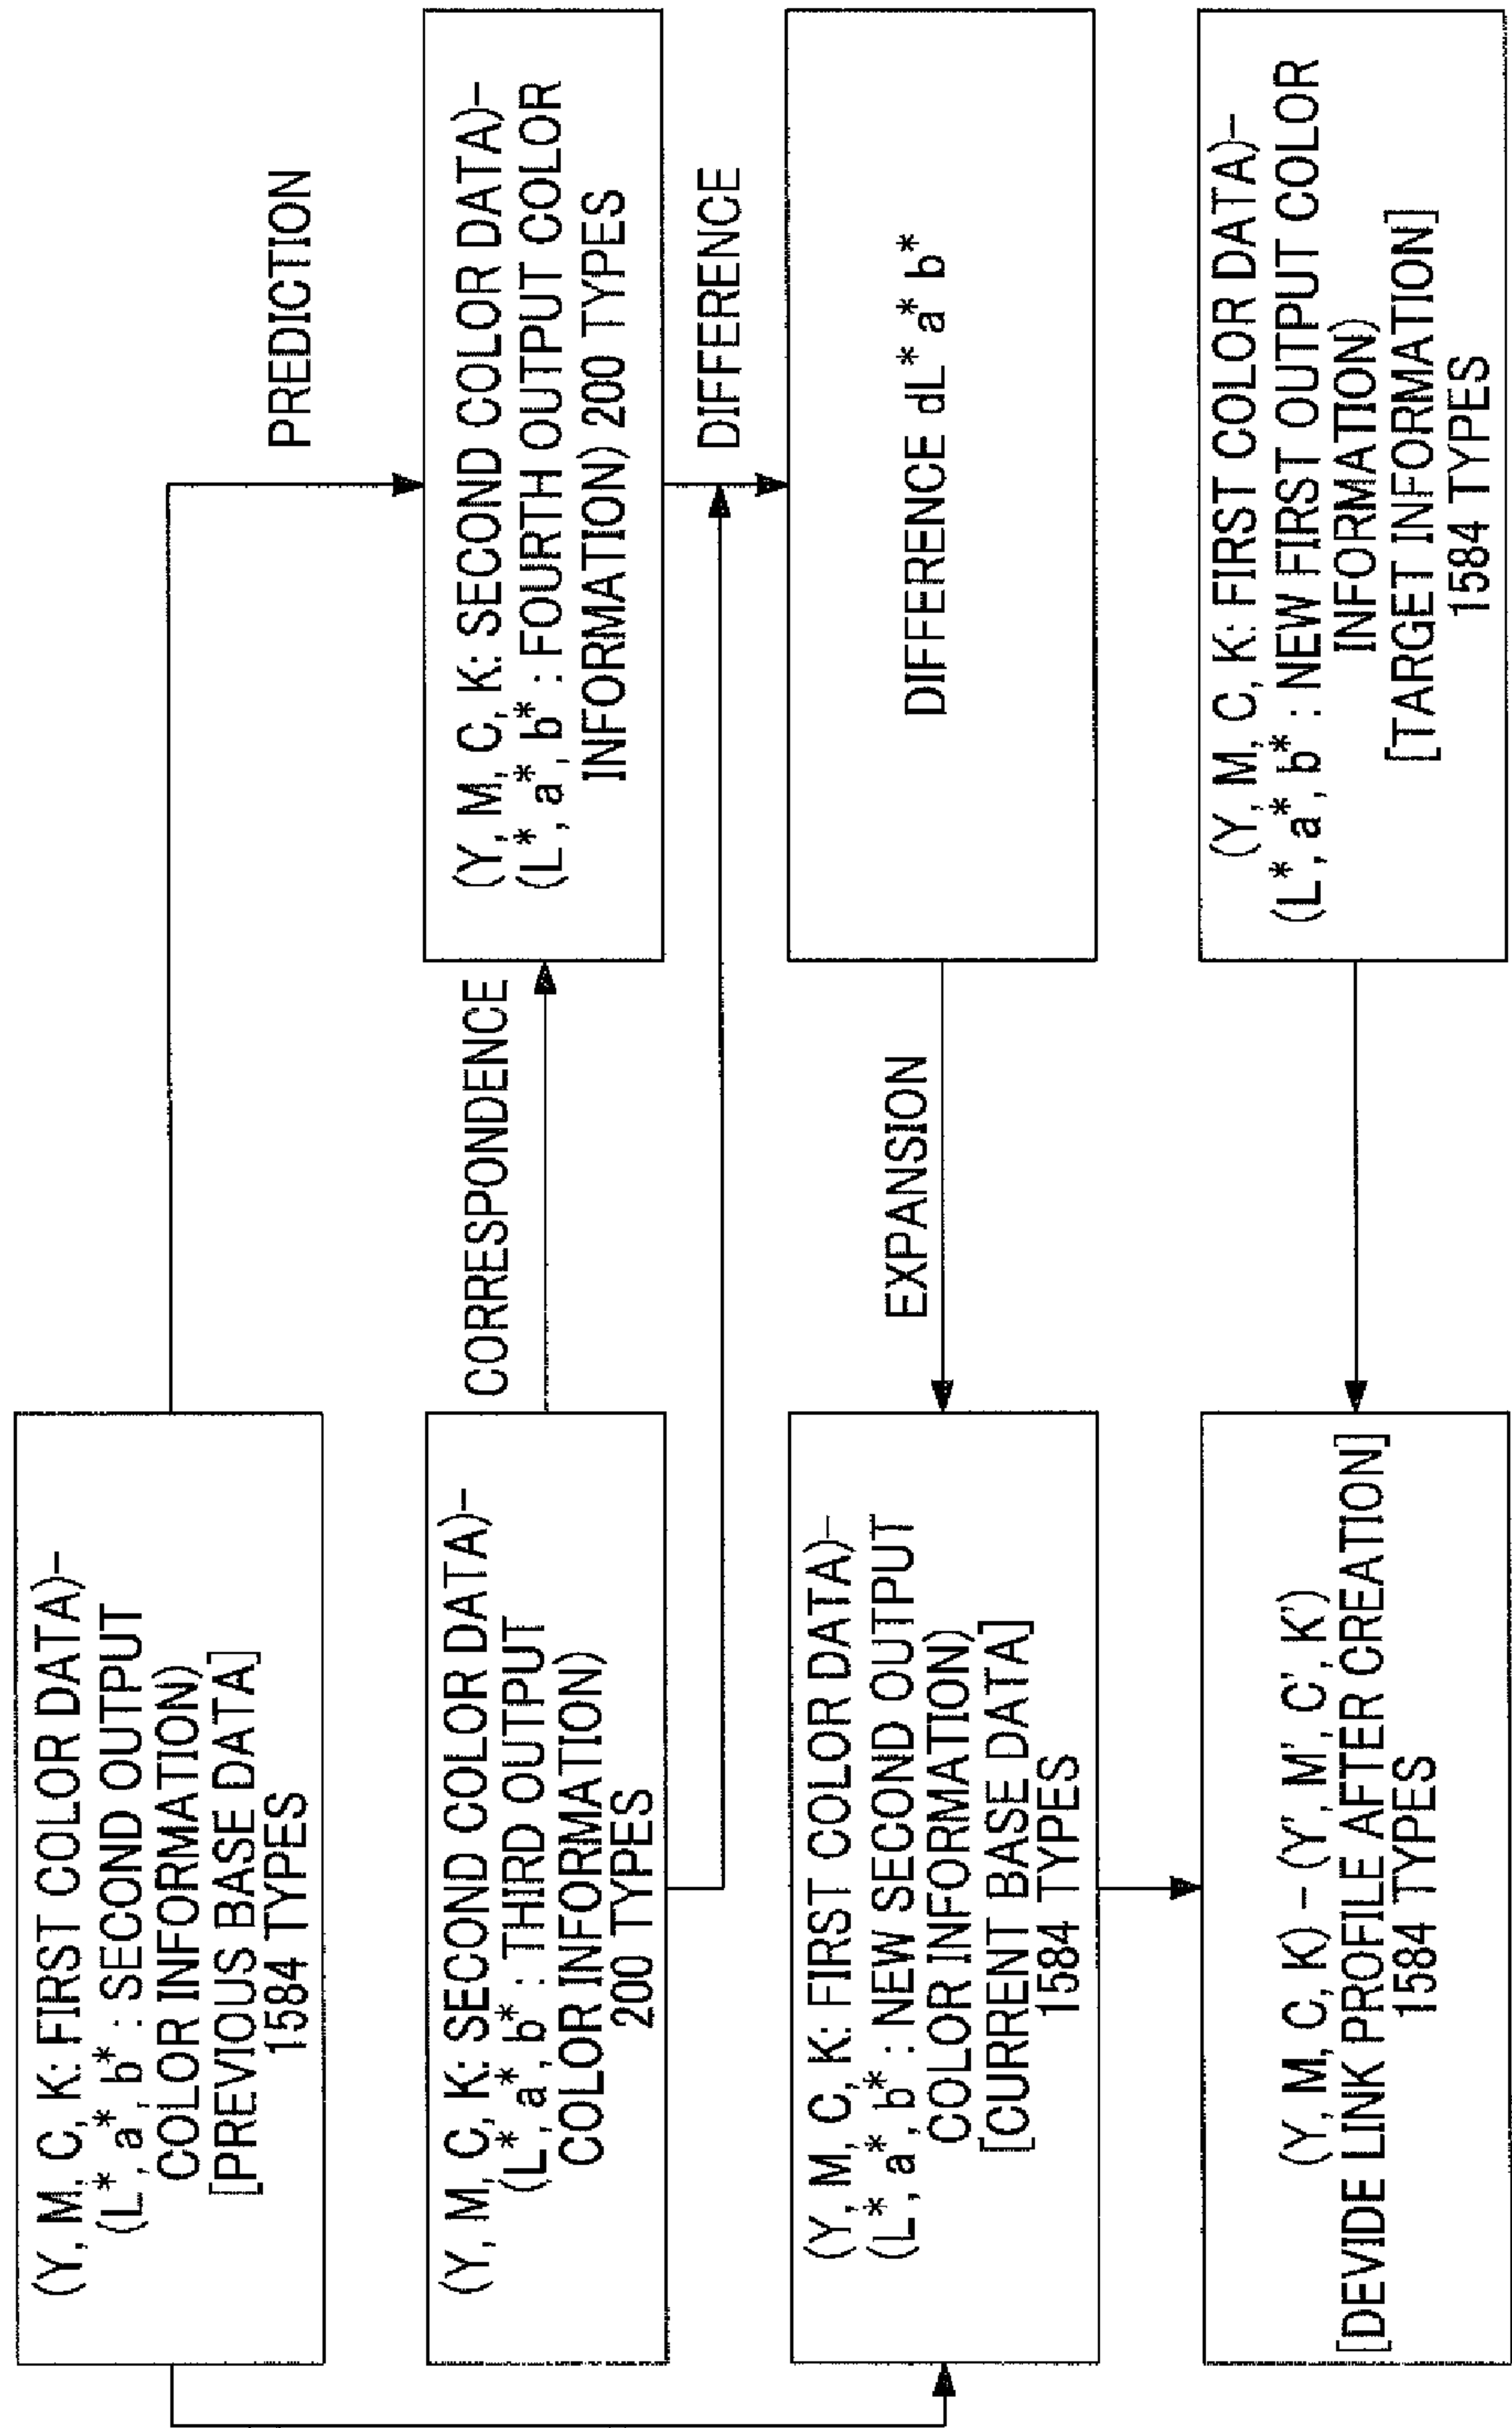 (Y, M, C, K: FIRST COLOR DATA)–
(L*, a*, b* : SECOND OUTPUT
COLOR INFORMATION)
[PREVIOUS BASE DATA]
1584 TYPES
PREDICTION
(Y, M, C, K: SECOND COLOR DATA)–
(L*, a*, b* : THIRD OUTPUT
COLOR INFORMATION)
200 TYPES
CORRESPONDENCE
(Y, M, C, K: SECOND COLOR DATA)–
(L*, a*, b* : FOURTH OUTPUT COLOR
INFORMATION) 200 TYPES
DIFFERENCE
(Y, M, C, K: FIRST COLOR DATA)–
(L*, a*, b* : NEW SECOND OUTPUT
COLOR INFORMATION)
[CURRENT BASE DATA]
1584 TYPES
EXPANSION
DIFFERENCE dL* a* b*
(Y, M, C, K) – (Y', M', C', K')
[DEVIDE LINK PROFILE AFTER CREATION]
1584 TYPES
(Y, M, C, K: FIRST COLOR DATA)–
(L*, a*, b* : NEW FIRST OUTPUT COLOR
INFORMATION)
[TARGET INFORMATION]
1584 TYPES